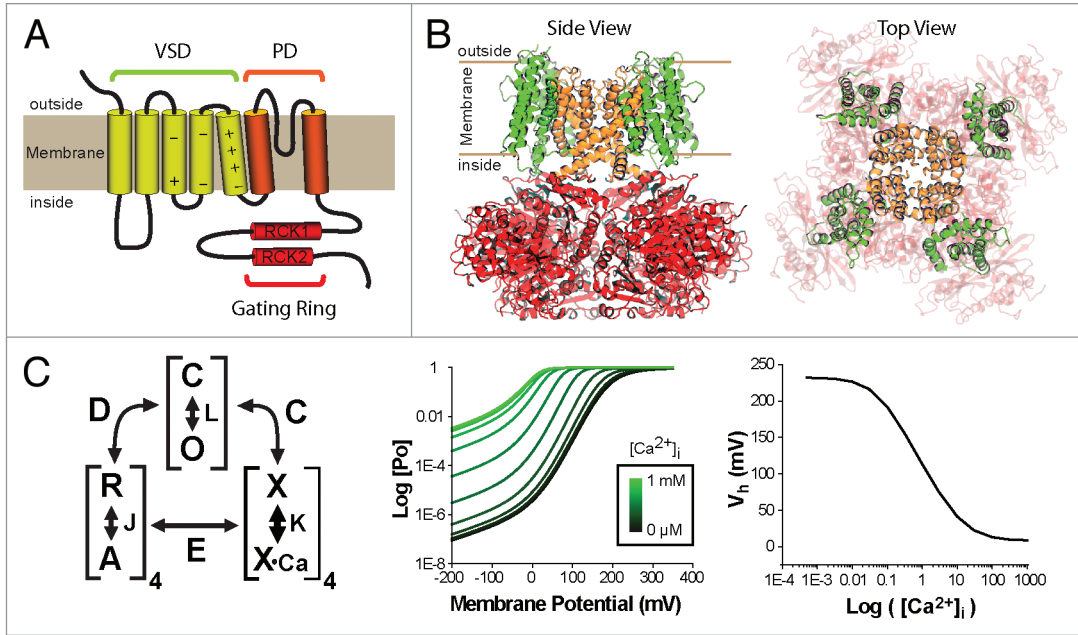 A
VSD
PD
outside
Membrane
inside
− − + + + +
+ − −
RCK1
RCK2
Gating Ring
B
Side View
Top View
outside
Membrane
inside
C
D
C
L
O
C
R
J
A
4
E
X
K
X·Ca
4
Log [Po]
1
0.01
1E-4
1E-6
1E-8
-200
-100
0
100
200
300
400
Membrane Potential (mV)
[Ca2+]i
1 mM
0 µM
Vh (mV)
250
200
150
100
50
0
1E-4
1E-3
0.01
0.1
1
10
100
1000
Log ( [Ca2+]i )